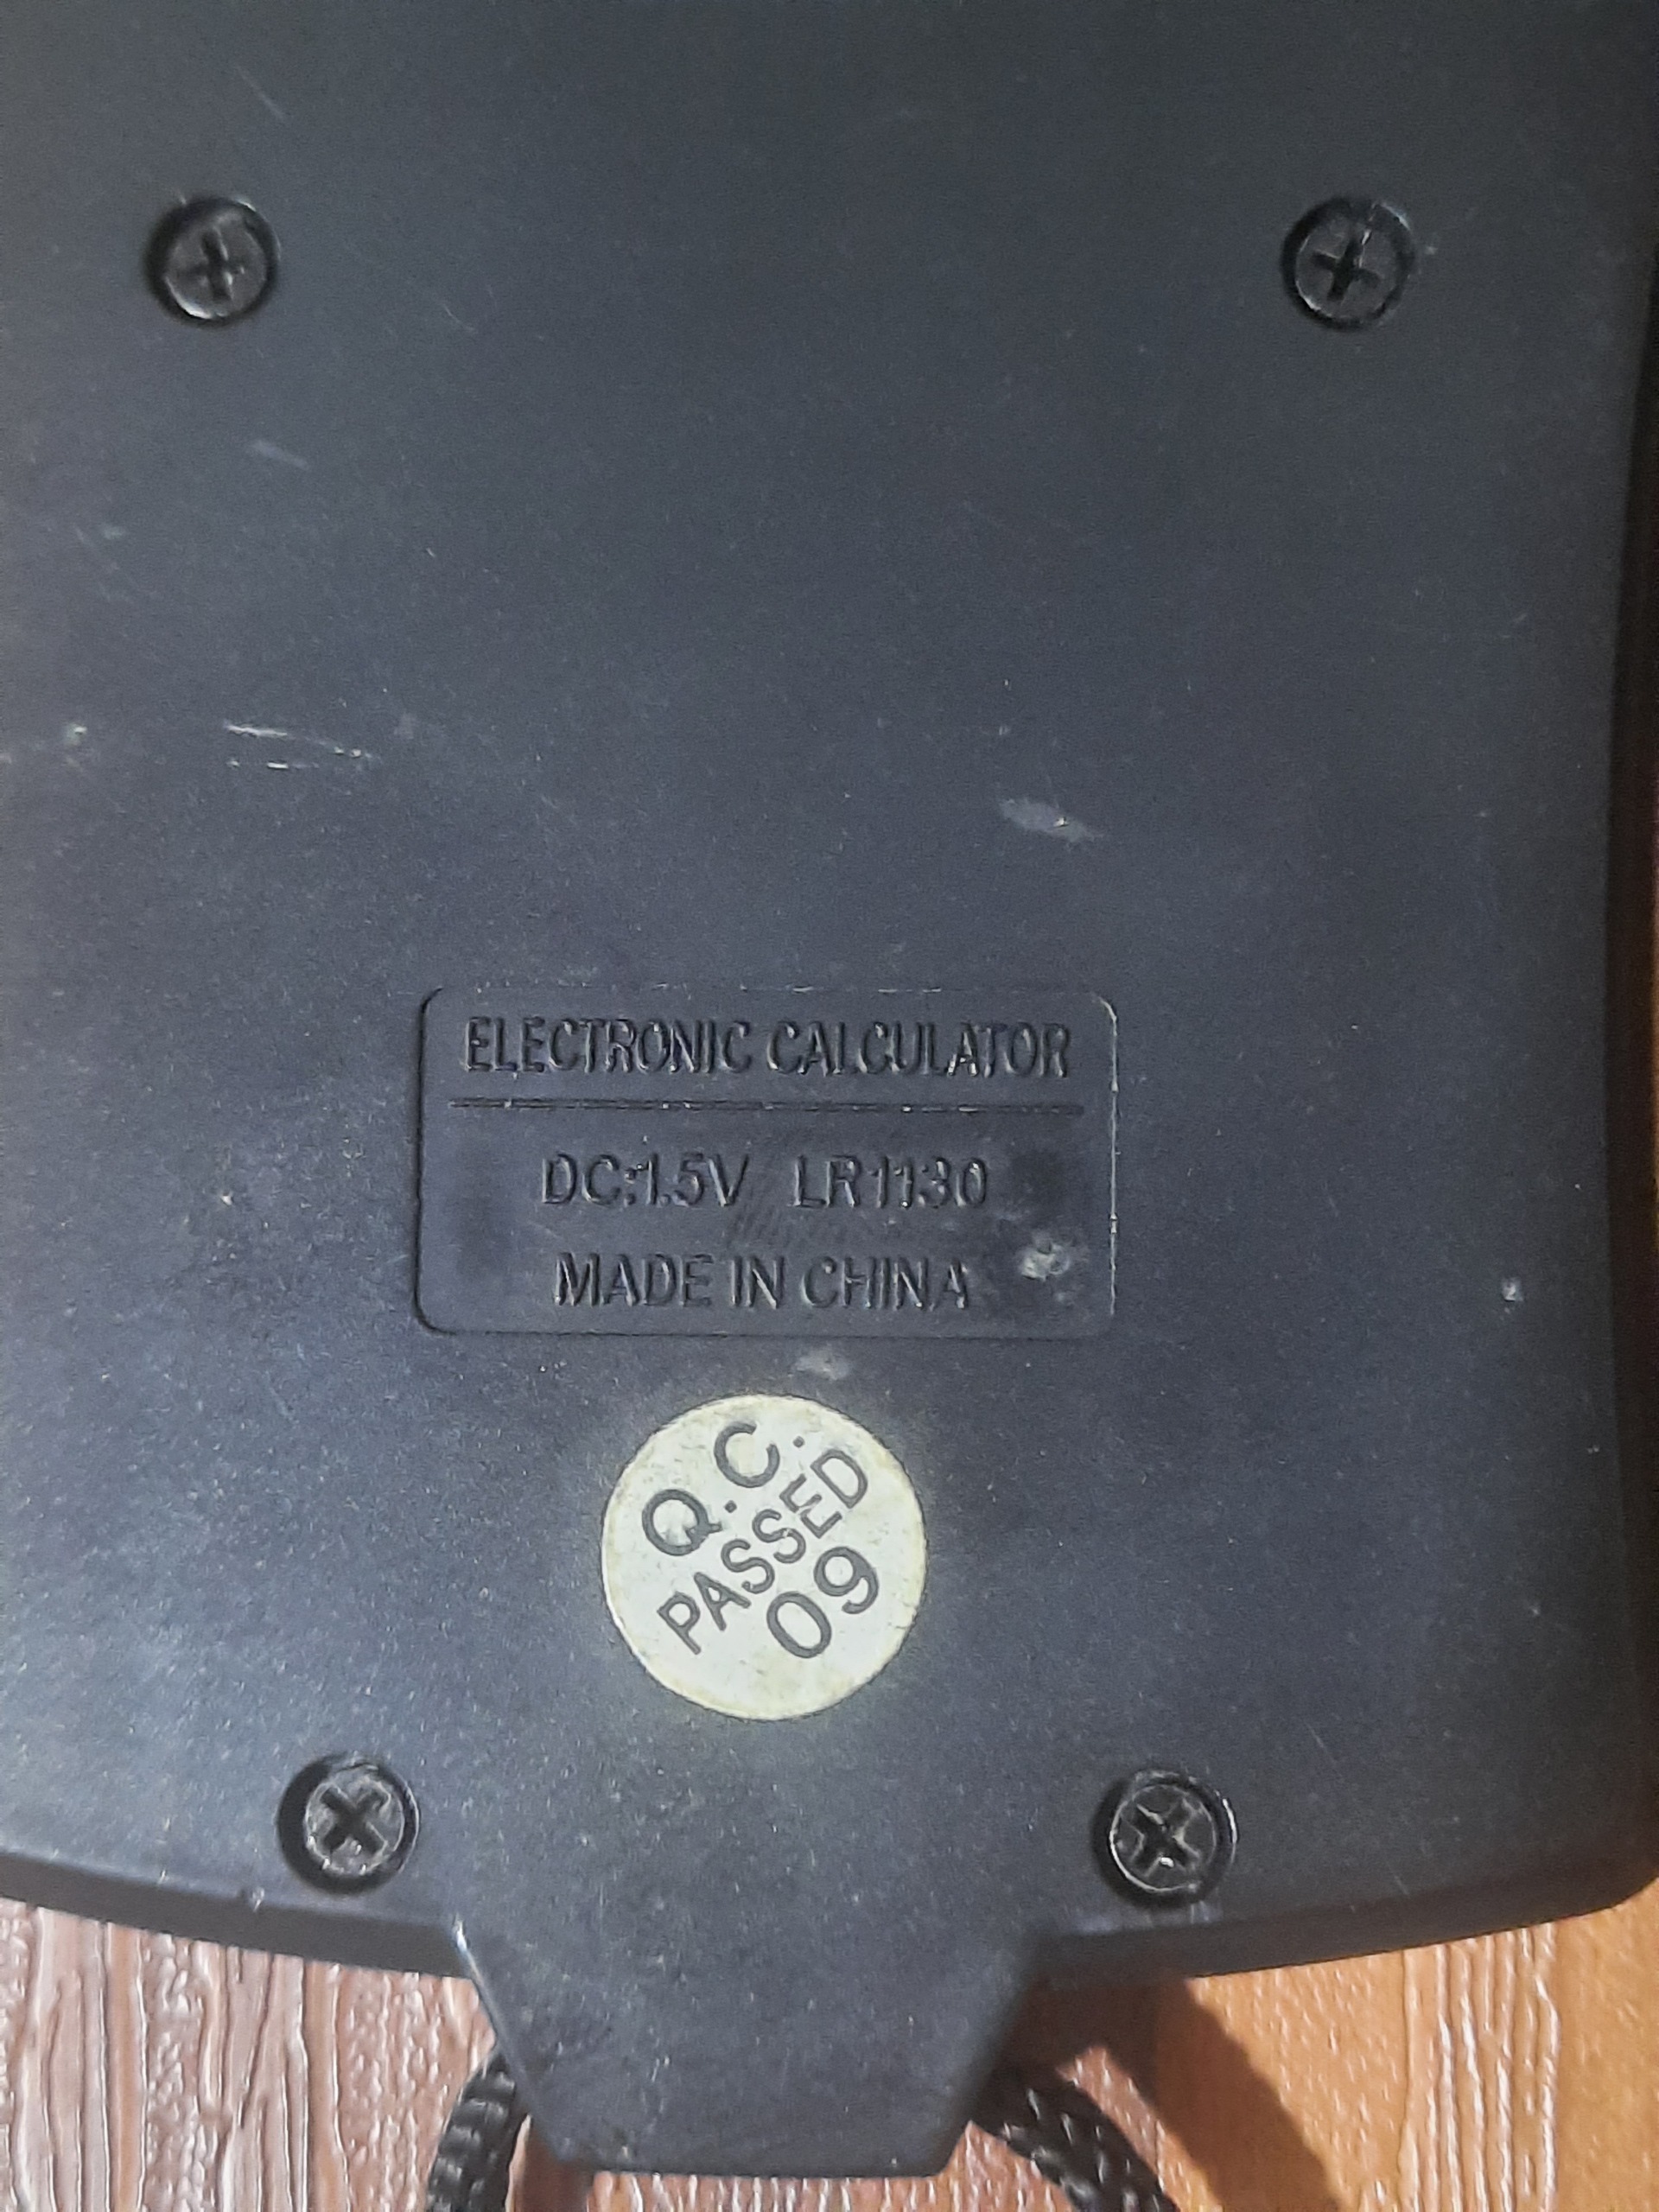 ELECTRONIC CALCULATOR
DC:1.5V LR1130
MADE IN CHINA
Q.C.
PASSED
09